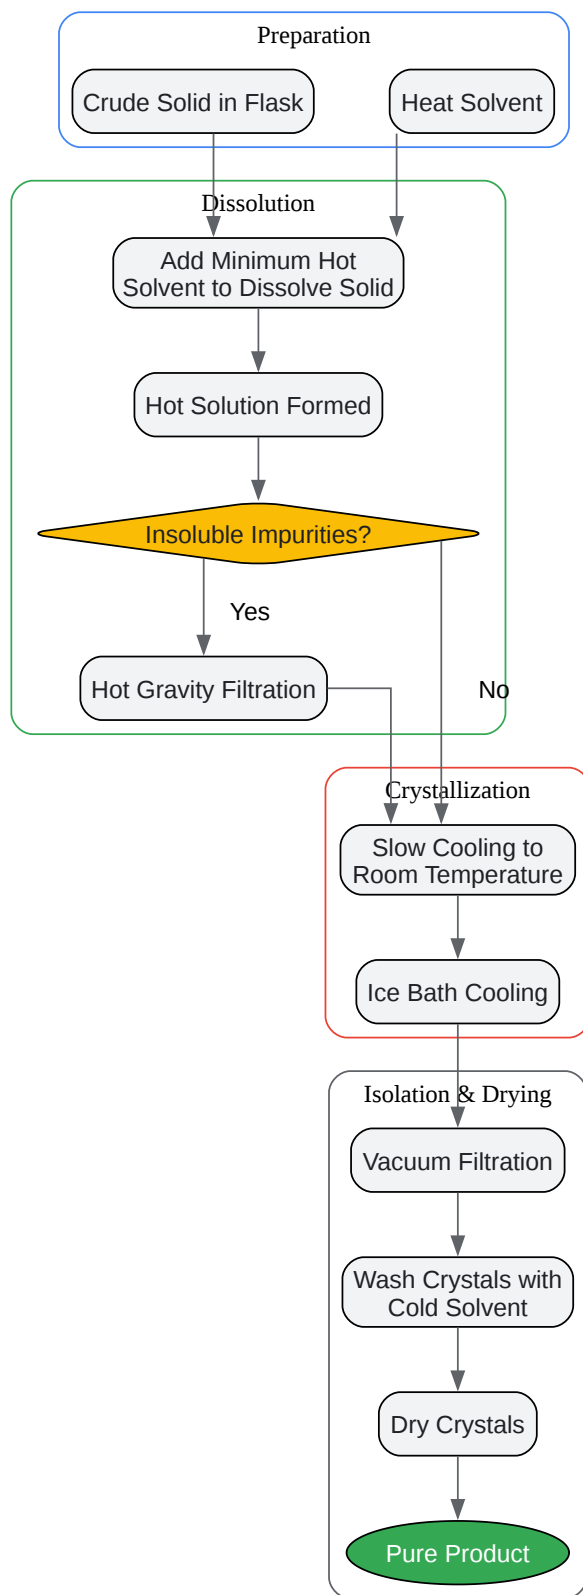 Preparation
Crude Solid in Flask
Heat Solvent
Dissolution
Add Minimum Hot
Solvent to Dissolve Solid
Hot Solution Formed
Insoluble Impurities?
Yes
Hot Gravity Filtration
No
Crystallization
Slow Cooling to
Room Temperature
Ice Bath Cooling
Isolation & Drying
Vacuum Filtration
Wash Crystals with
Cold Solvent
Dry Crystals
Pure Product